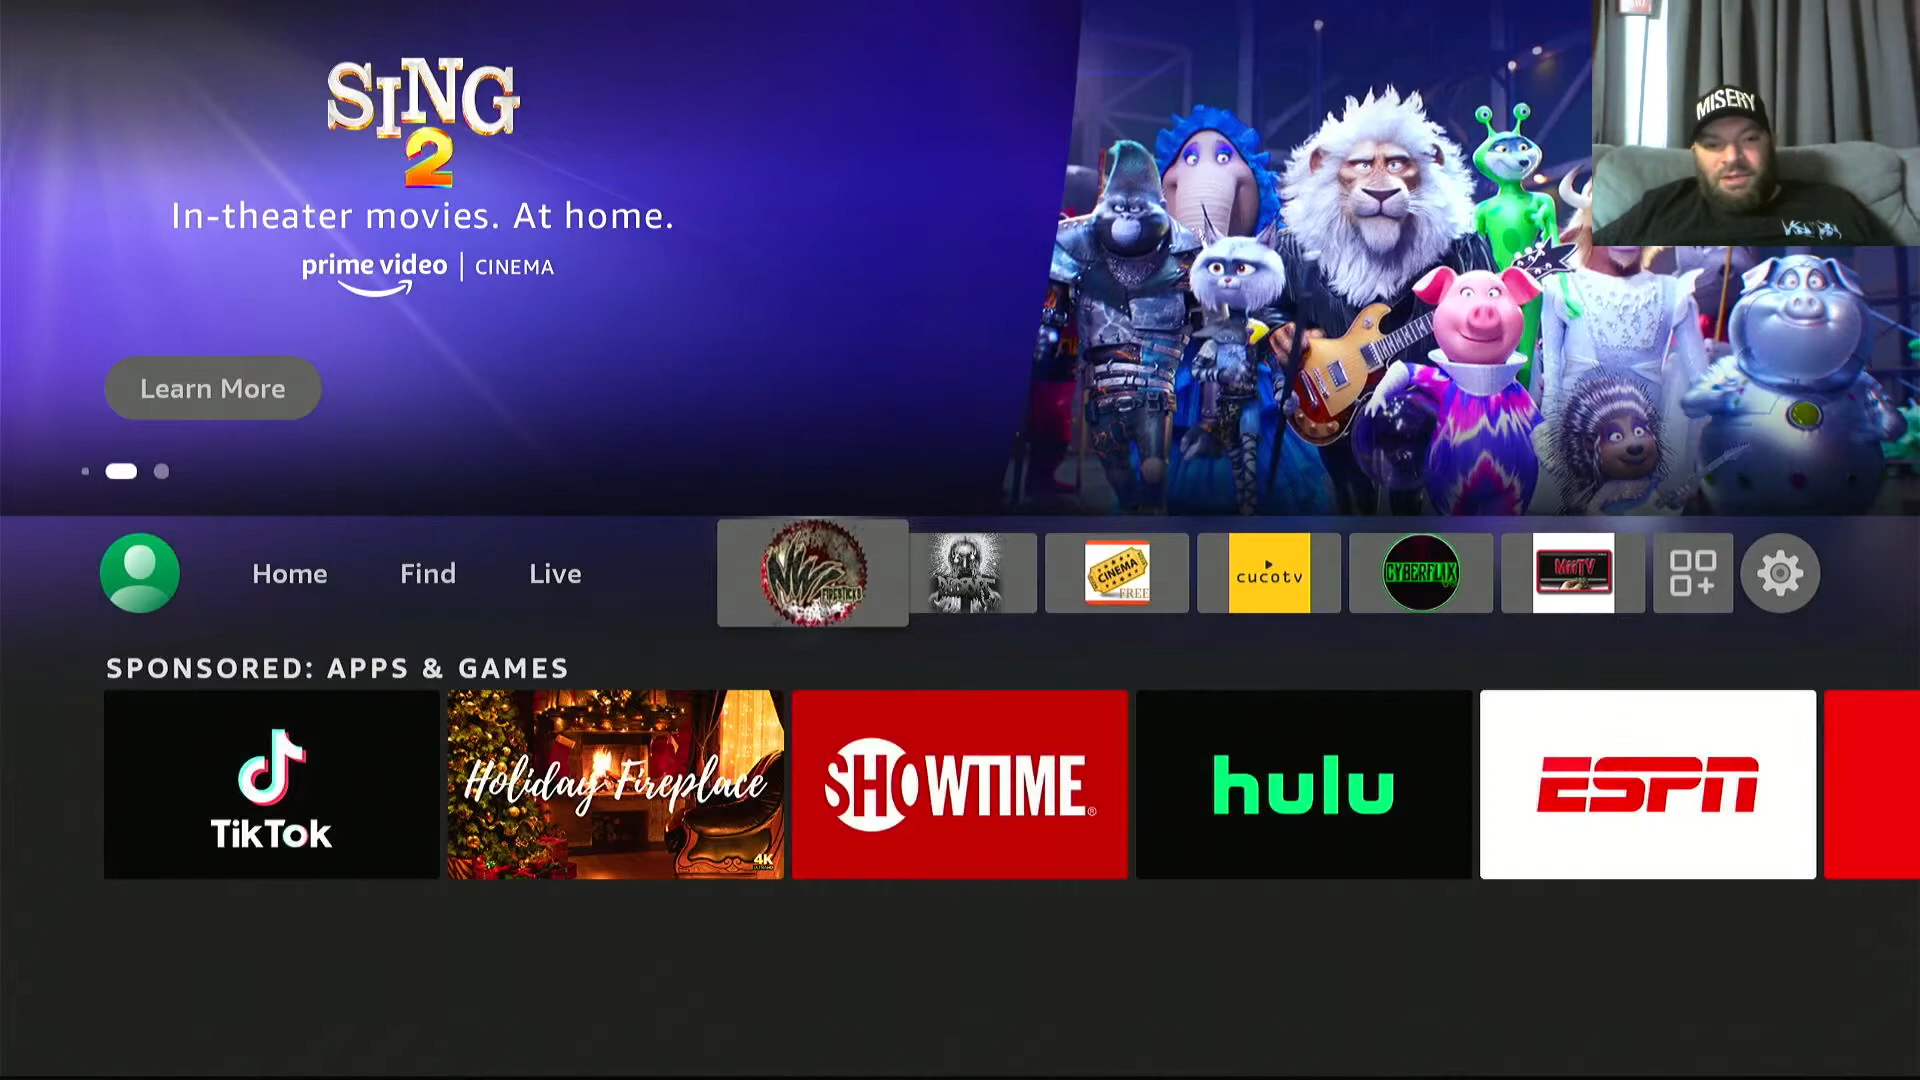 SING
2
In-theater movies. At home.
prime video | CINEMA
MISERY
Learn More
Home
Find
Live
FIRESTICKS
CINEMA
FREE
cucotv
CYBERFLIX
SPONSORED: APPS & GAMES
TikTok
Holiday Fireplace
4K
SHOWTIME
hulu
ESPN